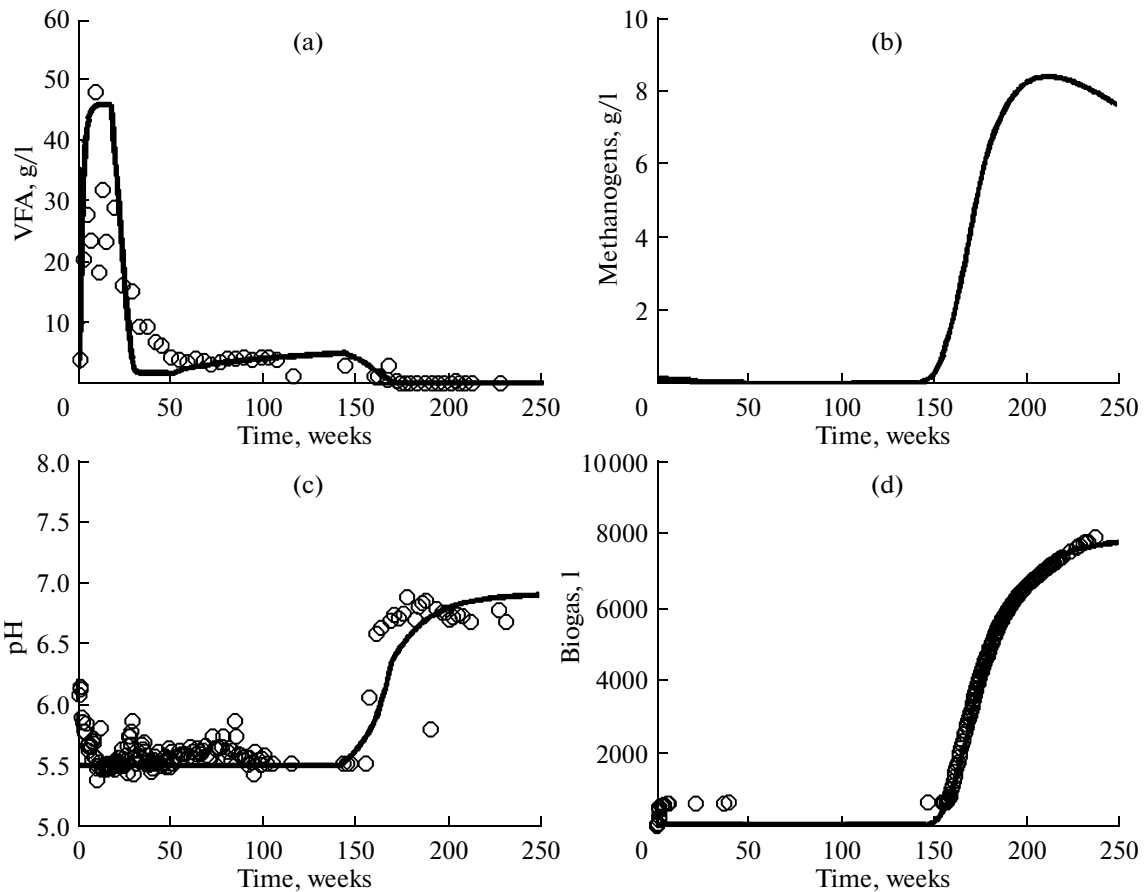 (a)
60
50
40
30
20
10
VFA, g/l
0 50 100 150 200 250
Time, weeks
(b)
10
8
6
4
2
Methanogens, g/l
0 50 100 150 200 250
Time, weeks
(c)
8.0
7.5
7.0
6.5
6.0
5.5
5.0
pH
0 50 100 150 200 250
Time, weeks
(d)
10000
8000
6000
4000
2000
Biogas, l
0 50 100 150 200 250
Time, weeks